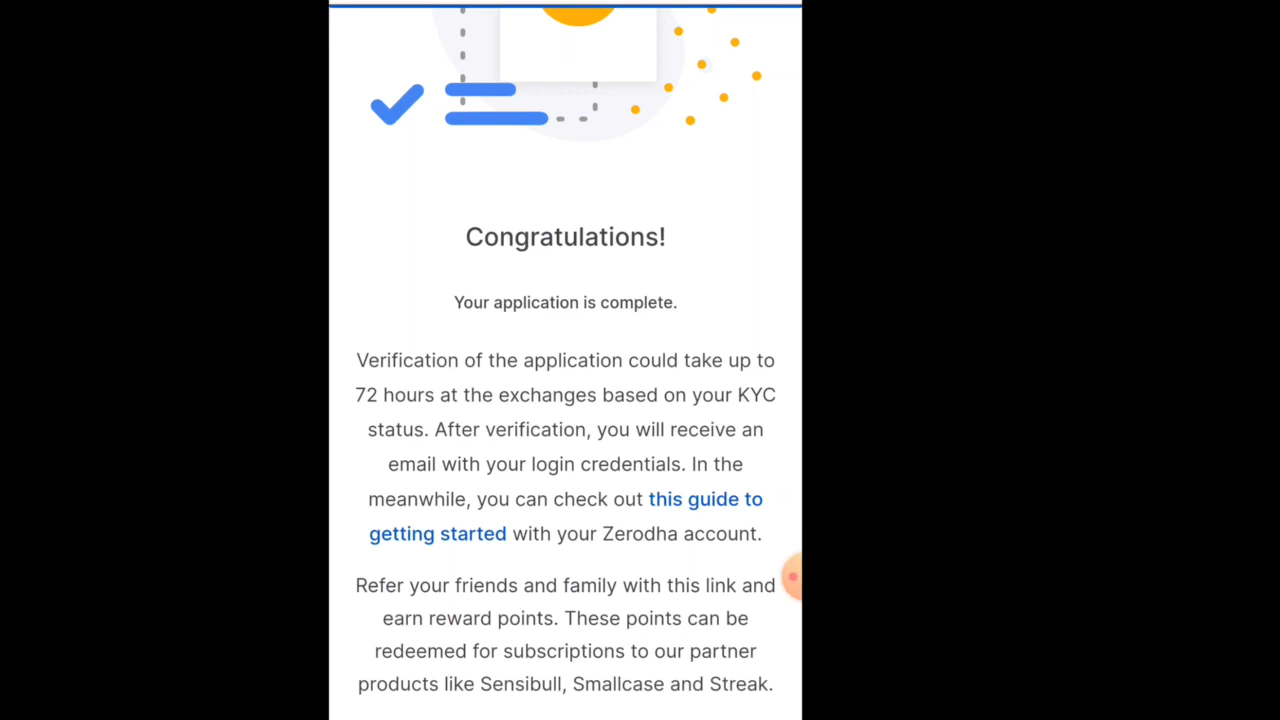 Congratulations!
Your application is complete.
Verification of the application could take up to
72 hours at the exchanges based on your KYC
status. After verification, you will receive an
email with your login credentials. In the
meanwhile, you can check out this guide to
getting started with your Zerodha account.
Refer your friends and family with this link and
earn reward points. These points can be
redeemed for subscriptions to our partner
products like Sensibull, Smallcase and Streak.